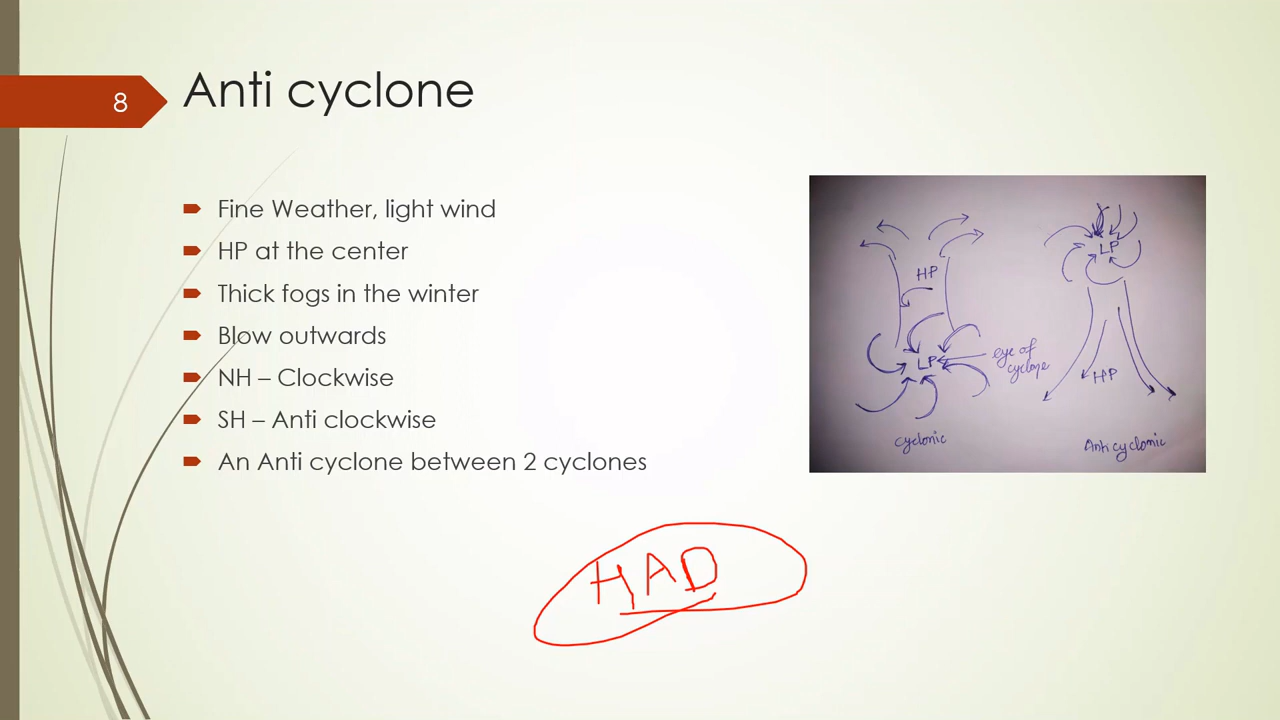 8
Anti cyclone
Fine Weather, light wind
HP at the center
Thick fogs in the winter
Blow outwards
NH – Clockwise
SH – Anti clockwise
An Anti cyclone between 2 cyclones
HP
LP
eye of
cyclone
cyclonic
LP
HP
Anti cyclonic
HAD